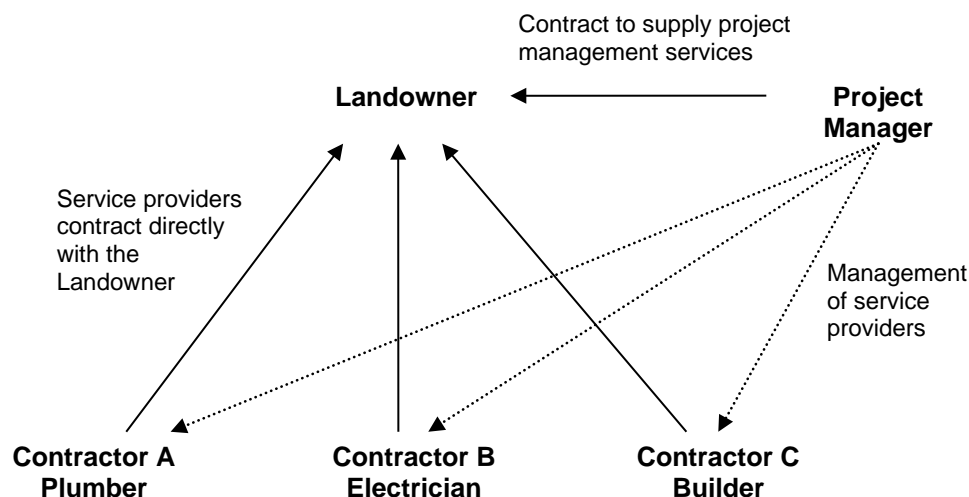 Contract to supply project
management services
Landowner
Project
Manager
Service providers
contract directly
with the
Landowner
Management
of service
providers
Contractor A
Plumber
Contractor B
Electrician
Contractor C
Builder